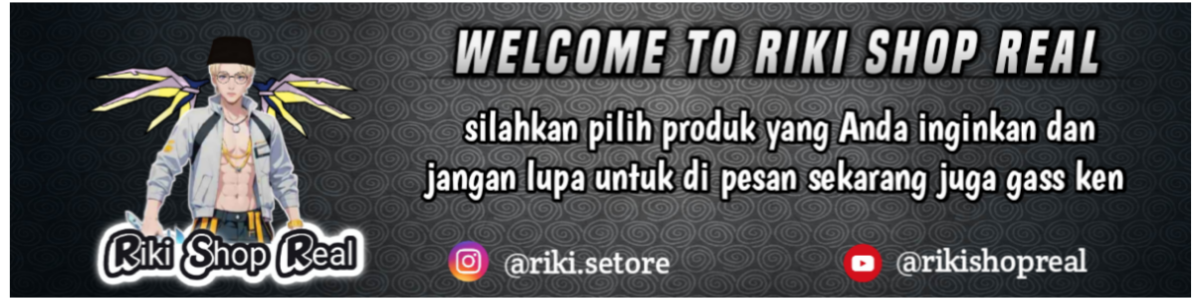 WELCOME TO RIKI SHOP REAL
silahkan pilih produk yang Anda inginkan dan
jangan lupa untuk di pesan sekarang juga gass ken
Riki Shop Real
@riki.setore
@rikishopreal